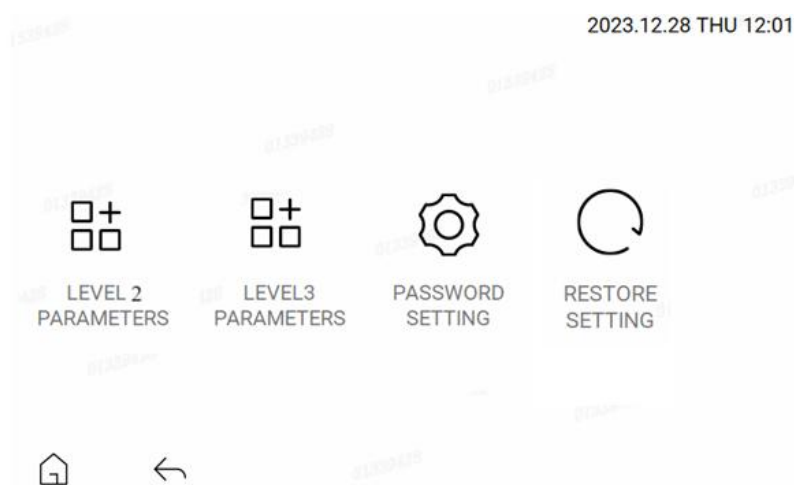 2023.12.28 THU 12:01
LEVEL 2
PARAMETERS
LEVEL3
PARAMETERS
PASSWORD
SETTING
RESTORE
SETTING